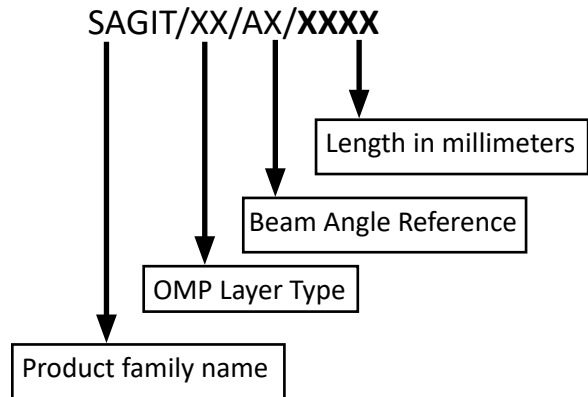 SAGIT/XX/AX/XXXX
Length in millimeters
Beam Angle Reference
OMP Layer Type
Product family name